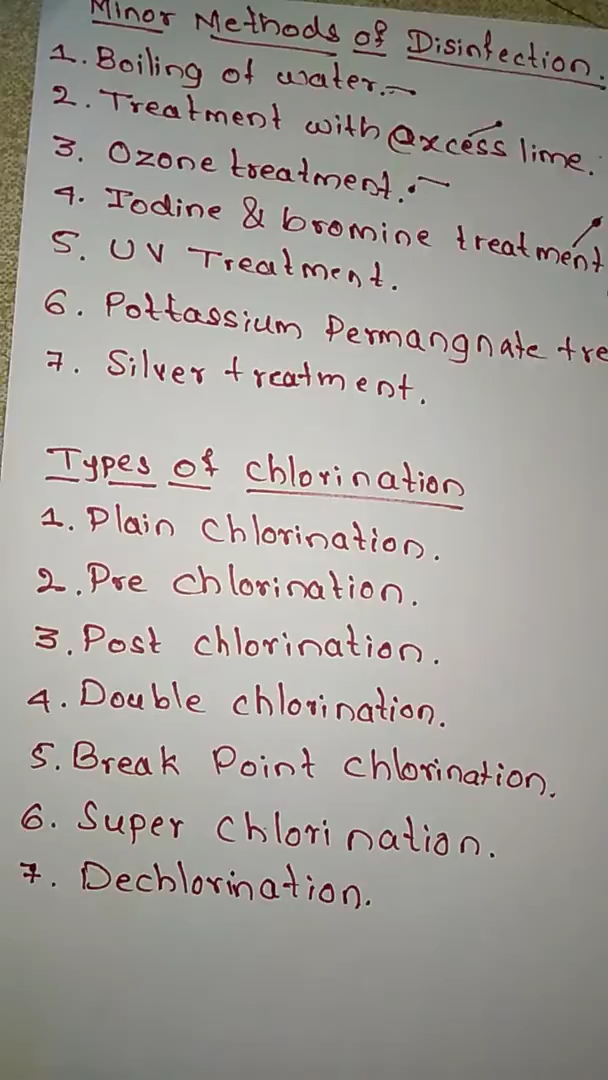 Minor Methods of Disinfection.
1. Boiling of water.
2. Treatment with excess lime.
3. Ozone treatment.
4. Iodine & bromine treatment
5. UV Treatment.
6. Pottassium Permangnate tre
7. Silver treatment.
Types of chlorination
1. Plain chlorination.
2. Pre chlorination.
3. Post chlorination.
4. Double chlorination.
5. Break Point chlorination.
6. Super chlorination.
7. Dechlorination.